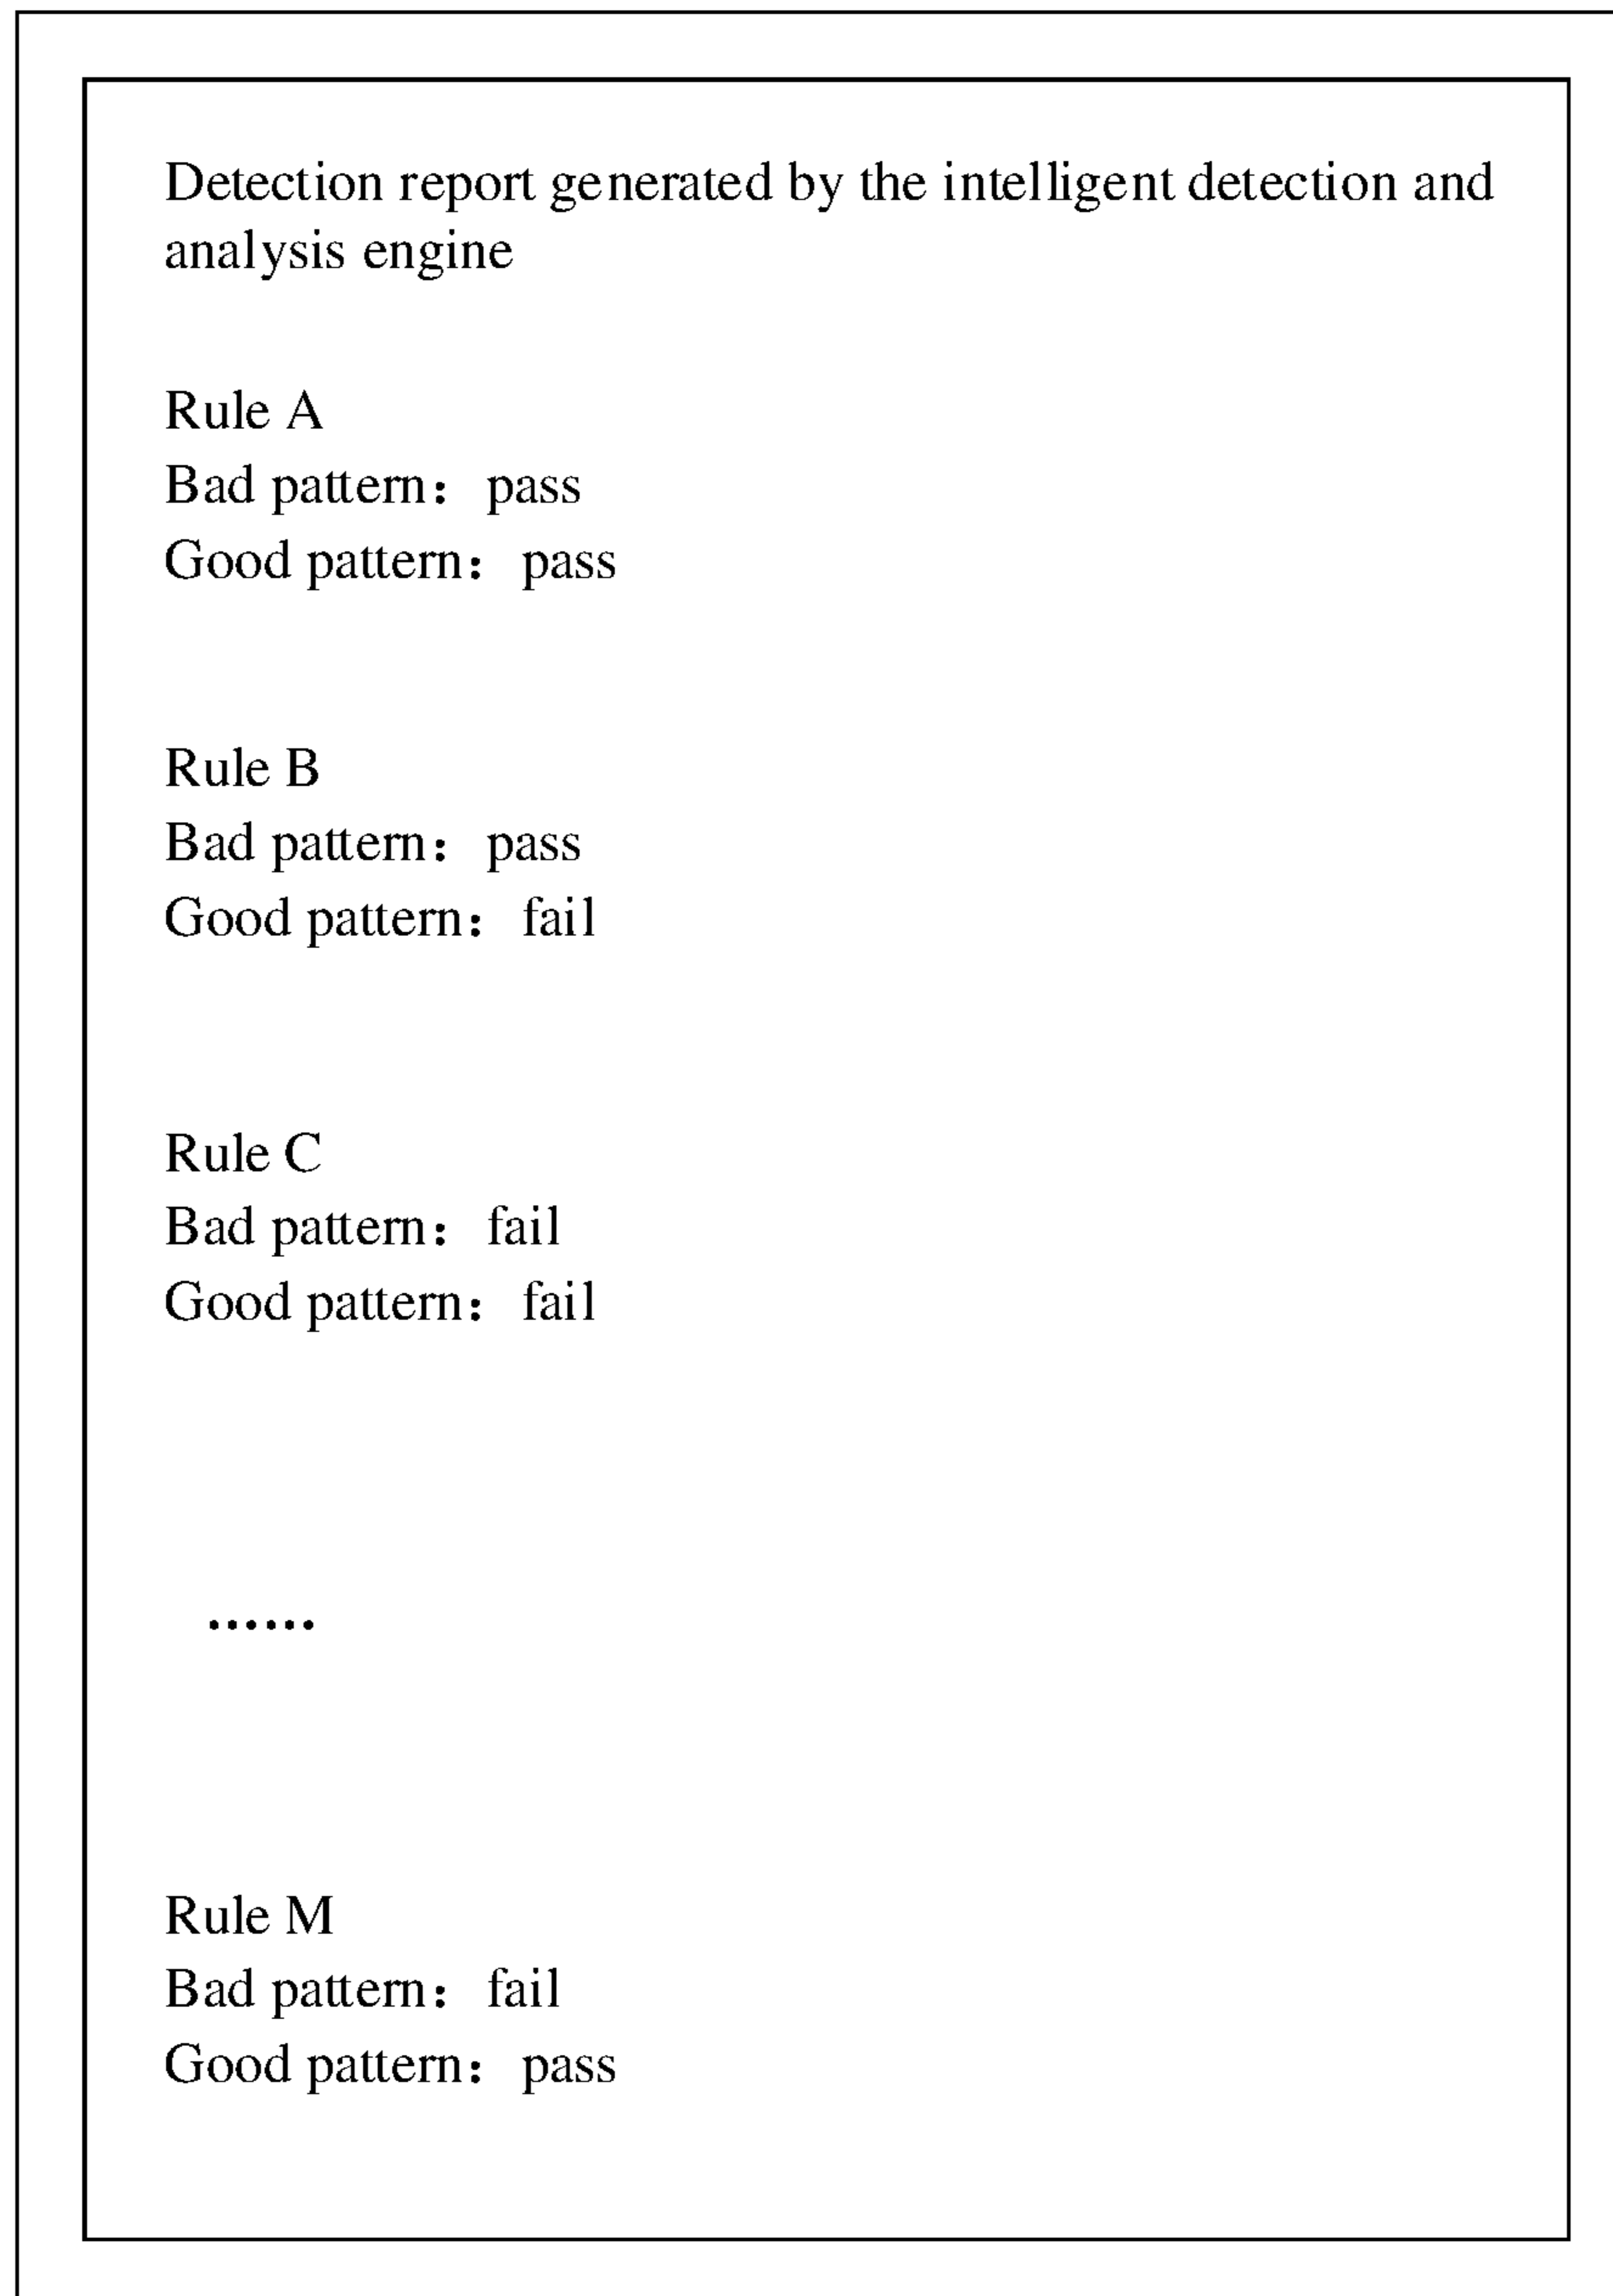 Detection report generated by the intelligent detection and
analysis engine
Rule A
Bad pattern：pass
Good pattern：pass
Rule B
Bad pattern：pass
Good pattern：fail
Rule C
Bad pattern：fail
Good pattern：fail
……
Rule M
Bad pattern：fail
Good pattern：pass